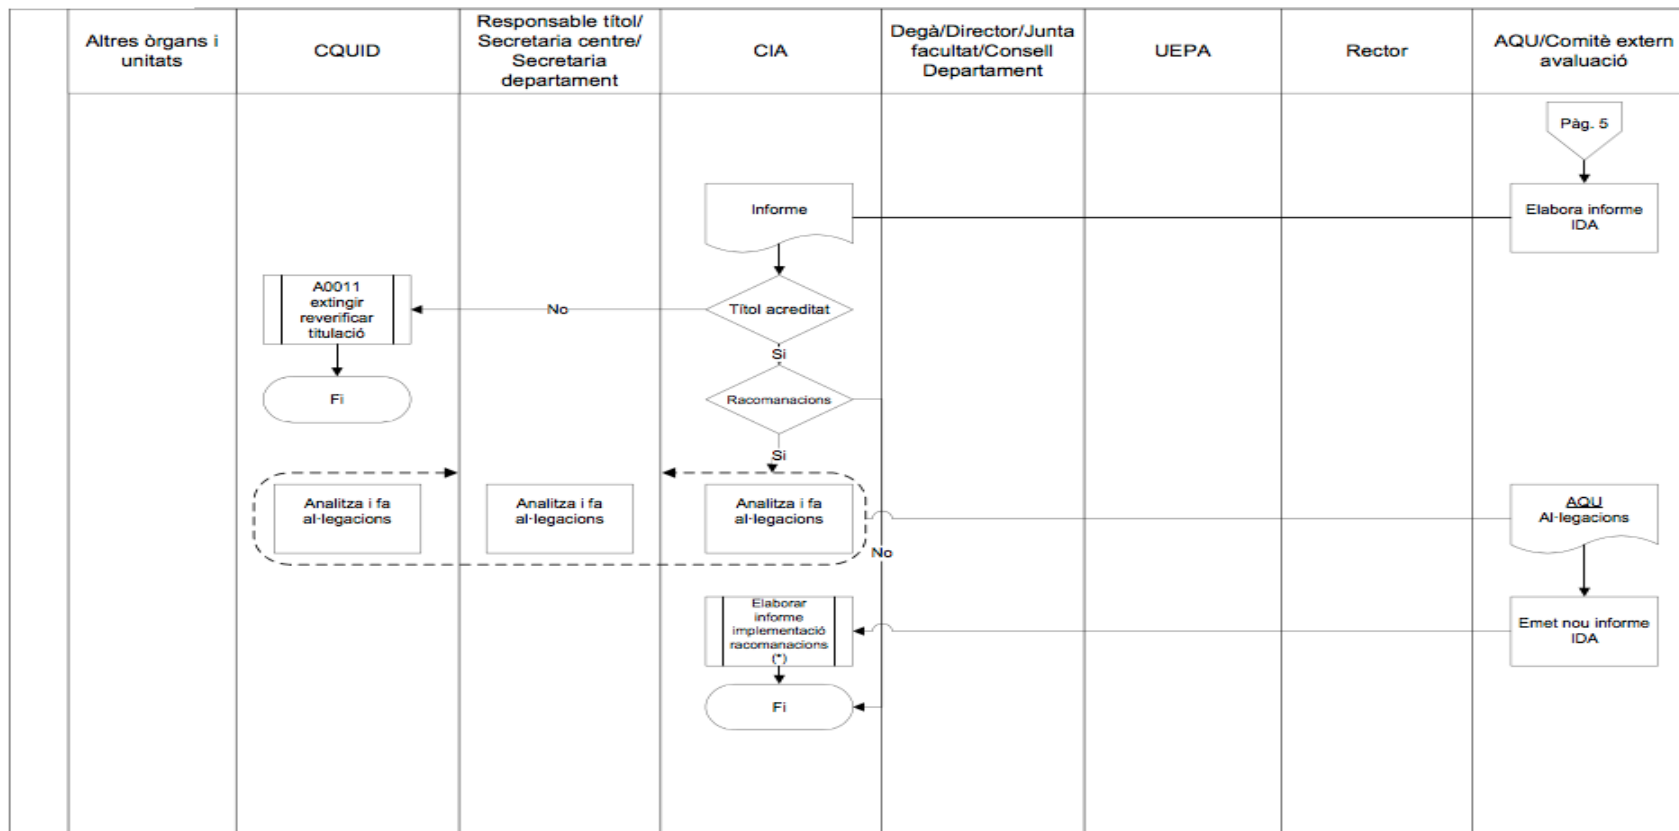 Altres òrgans i
unitats
CQUID
Responsable títol/
Secretaria centre/
Secretaria
departament
CIA
Degà/Director/Junta
facultat/Consell
Departament
UEPA
Rector
AQU/Comitè extern
avaluació
Pàg. 5
Informe
Elabora informe
IDA
A0011
extingir
reverificar
titulació
No
Títol acreditat
Si
Fi
Racomanacions
Si
Analitza i fa
al·legacions
Analitza i fa
al·legacions
Analitza i fa
al·legacions
AQU
Al·legacions
No
Elaborar
informe
implementació
racomanacions
(*)
Emet nou informe
IDA
Fi